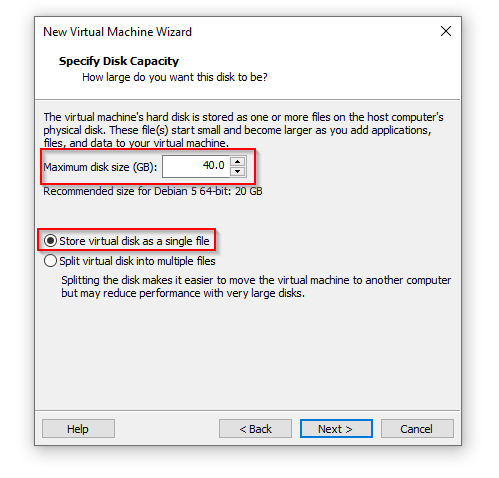 New Virtual Machine Wizard
Specify Disk Capacity
How large do you want this disk to be?
The virtual machine's hard disk is stored as one or more files on the host computer's
physical disk. These file(s) start small and become larger as you add applications,
files, and data to your virtual machine.
Maximum disk size (GB): 40.0
Recommended size for Debian 5 64-bit: 20 GB
Store virtual disk as a single file
Split virtual disk into multiple files
Splitting the disk makes it easier to move the virtual machine to another computer
but may reduce performance with very large disks.
Help < Back Next > Cancel